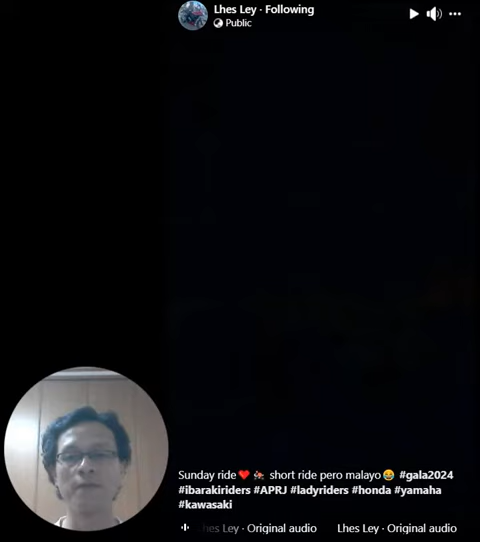 Lhes Ley · Following
Public
Sunday ride❤️🏍️ short ride pero malayo😂 #gala2024
#ibarakiriders #APRJ #ladyriders #honda #yamaha
#kawasaki
hes Ley · Original audio Lhes Ley · Original audio